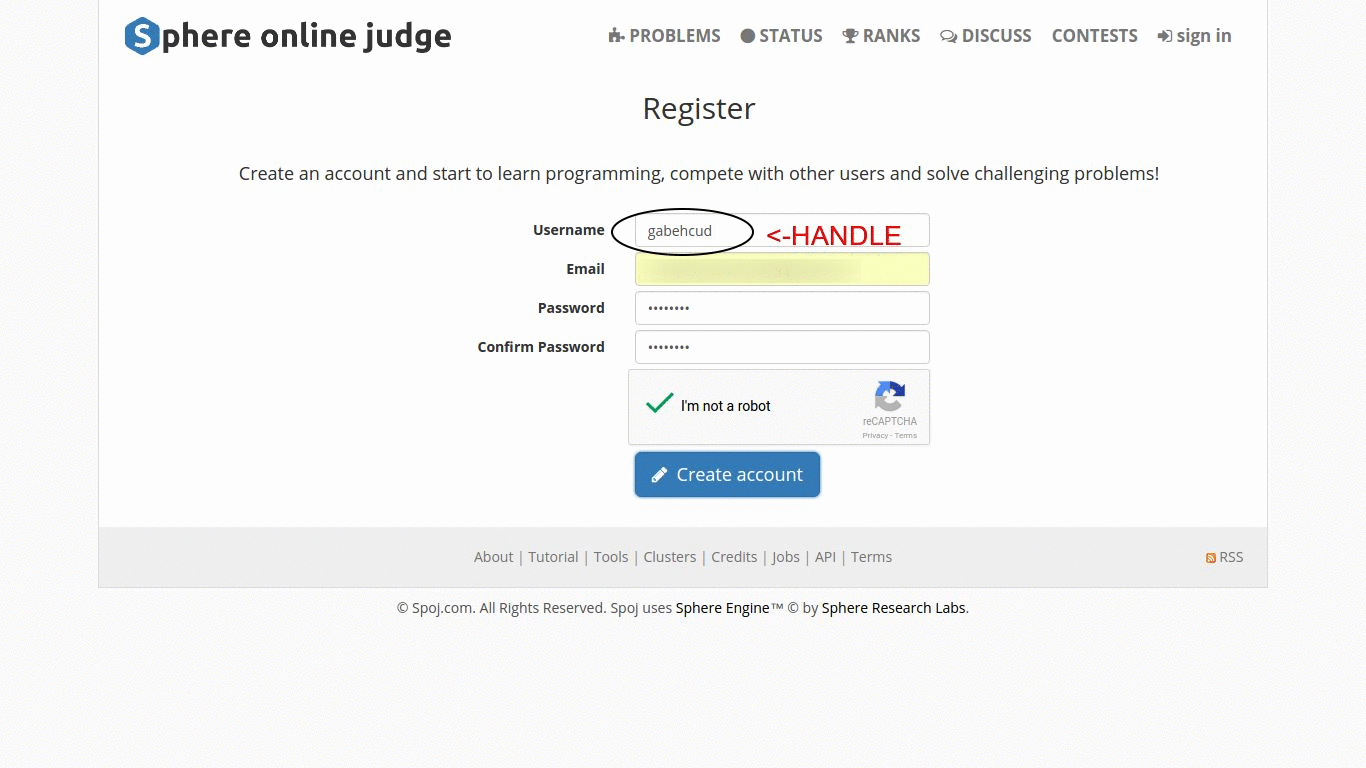 Sphere online judge
PROBLEMS STATUS RANKS DISCUSS CONTESTS sign in
Register
Create an account and start to learn programming, compete with other users and solve challenging problems!
Username gabehcud <-HANDLE
Email
Password ••••••••
Confirm Password ••••••••
I'm not a robot
reCAPTCHA
Privacy - Terms
Create account
About | Tutorial | Tools | Clusters | Credits | Jobs | API | Terms RSS
© Spoj.com. All Rights Reserved. Spoj uses Sphere Engine™ © by Sphere Research Labs.